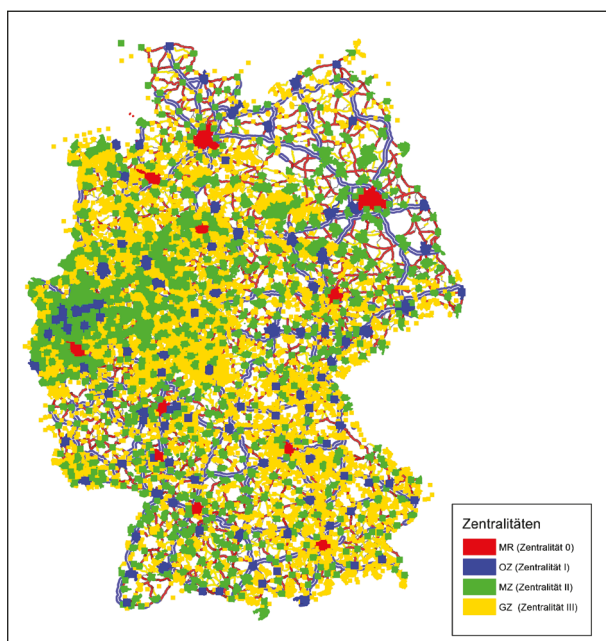 Zentralitäten
MR (Zentralität 0)
OZ (Zentralität I)
MZ (Zentralität II)
GZ (Zentralität III)